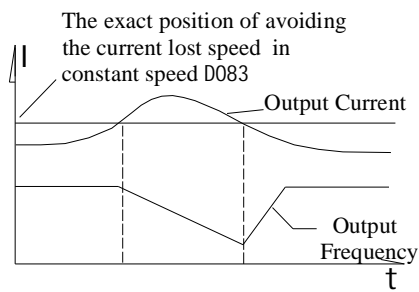 The exact position of avoiding
the current lost speed in
constant speed D083
I
Output Current
Output
Frequency
t